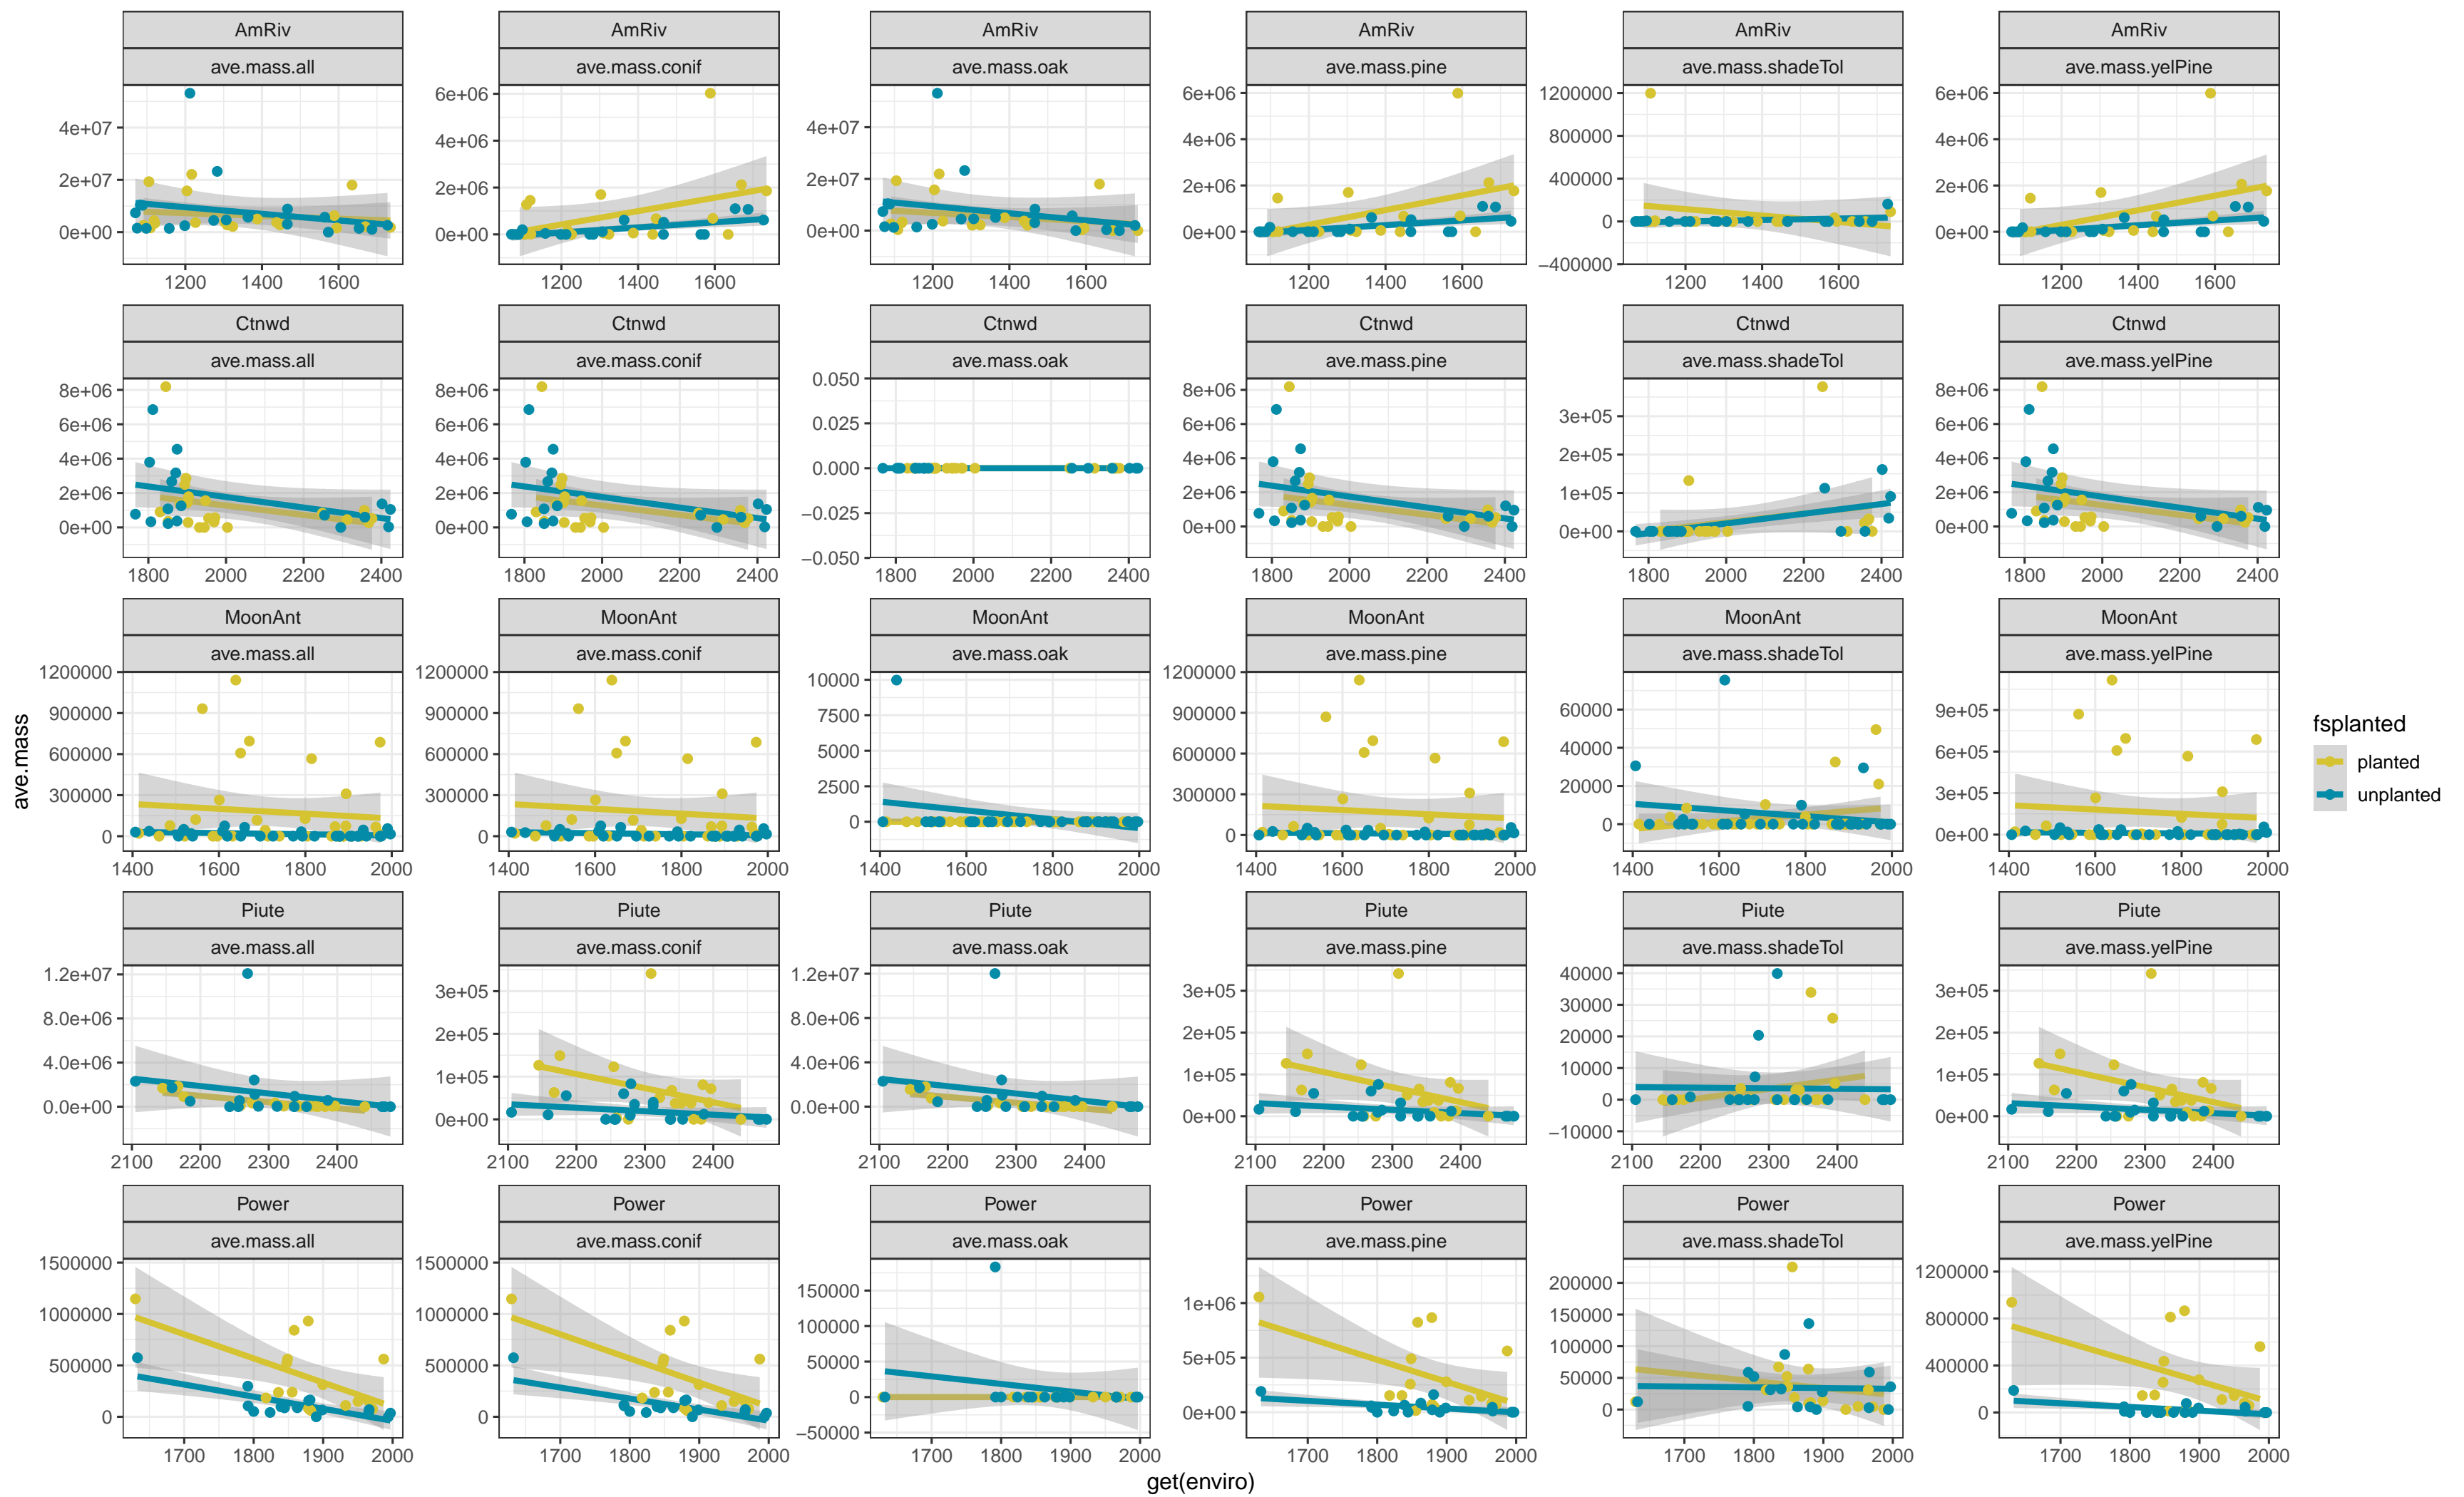 AmRiv AmRiv AmRiv AmRiv AmRiv AmRiv
ave.mass.all ave.mass.conif ave.mass.oak ave.mass.pine ave.mass.shadeTol ave.mass.yelPine
4e+07 2e+07 0e+00
6e+06 4e+06 2e+06 0e+00
4e+07 2e+07 0e+00
6e+06 4e+06 2e+06 0e+00
1200000 800000 400000 0 −400000
6e+06 4e+06 2e+06 0e+00
1200 1400 1600 1200 1400 1600 1200 1400 1600 1200 1400 1600 1200 1400 1600 1200 1400 1600
Ctnwd Ctnwd Ctnwd Ctnwd Ctnwd Ctnwd
ave.mass.all ave.mass.conif ave.mass.oak ave.mass.pine ave.mass.shadeTol ave.mass.yelPine
8e+06 6e+06 4e+06 2e+06 0e+00
8e+06 6e+06 4e+06 2e+06 0e+00
0.050 0.025 0.000 −0.025 −0.050
8e+06 6e+06 4e+06 2e+06 0e+00
3e+05 2e+05 1e+05 0e+00
8e+06 6e+06 4e+06 2e+06 0e+00
1800 2000 2200 2400 1800 2000 2200 2400 1800 2000 2200 2400 1800 2000 2200 2400 1800 2000 2200 2400 1800 2000 2200 2400
MoonAnt MoonAnt MoonAnt MoonAnt MoonAnt MoonAnt
ave.mass.all ave.mass.conif ave.mass.oak ave.mass.pine ave.mass.shadeTol ave.mass.yelPine
1200000 900000 600000 300000 0
1200000 900000 600000 300000 0
10000 7500 5000 2500 0
1200000 900000 600000 300000 0
60000 40000 20000 0
9e+05 6e+05 3e+05 0e+00
1400 1600 1800 2000 1400 1600 1800 2000 1400 1600 1800 2000 1400 1600 1800 2000 1400 1600 1800 2000 1400 1600 1800 2000
Piute Piute Piute Piute Piute Piute
ave.mass.all ave.mass.conif ave.mass.oak ave.mass.pine ave.mass.shadeTol ave.mass.yelPine
1.2e+07 8.0e+06 4.0e+06 0.0e+00
3e+05 2e+05 1e+05 0e+00
1.2e+07 8.0e+06 4.0e+06 0.0e+00
3e+05 2e+05 1e+05 0e+00
40000 30000 20000 10000 0 −10000
3e+05 2e+05 1e+05 0e+00
2100 2200 2300 2400 2100 2200 2300 2400 2100 2200 2300 2400 2100 2200 2300 2400 2100 2200 2300 2400 2100 2200 2300 2400
Power Power Power Power Power Power
ave.mass.all ave.mass.conif ave.mass.oak ave.mass.pine ave.mass.shadeTol ave.mass.yelPine
1500000 1000000 500000 0
1500000 1000000 500000 0
150000 100000 50000 0 −50000
1e+06 5e+05 0e+00
200000 150000 100000 50000 0
1200000 800000 400000 0
1700 1800 1900 2000 1700 1800 1900 2000 1700 1800 1900 2000 1700 1800 1900 2000 1700 1800 1900 2000 1700 1800 1900 2000
get(enviro)
ave.mass
fsplanted
planted
unplanted